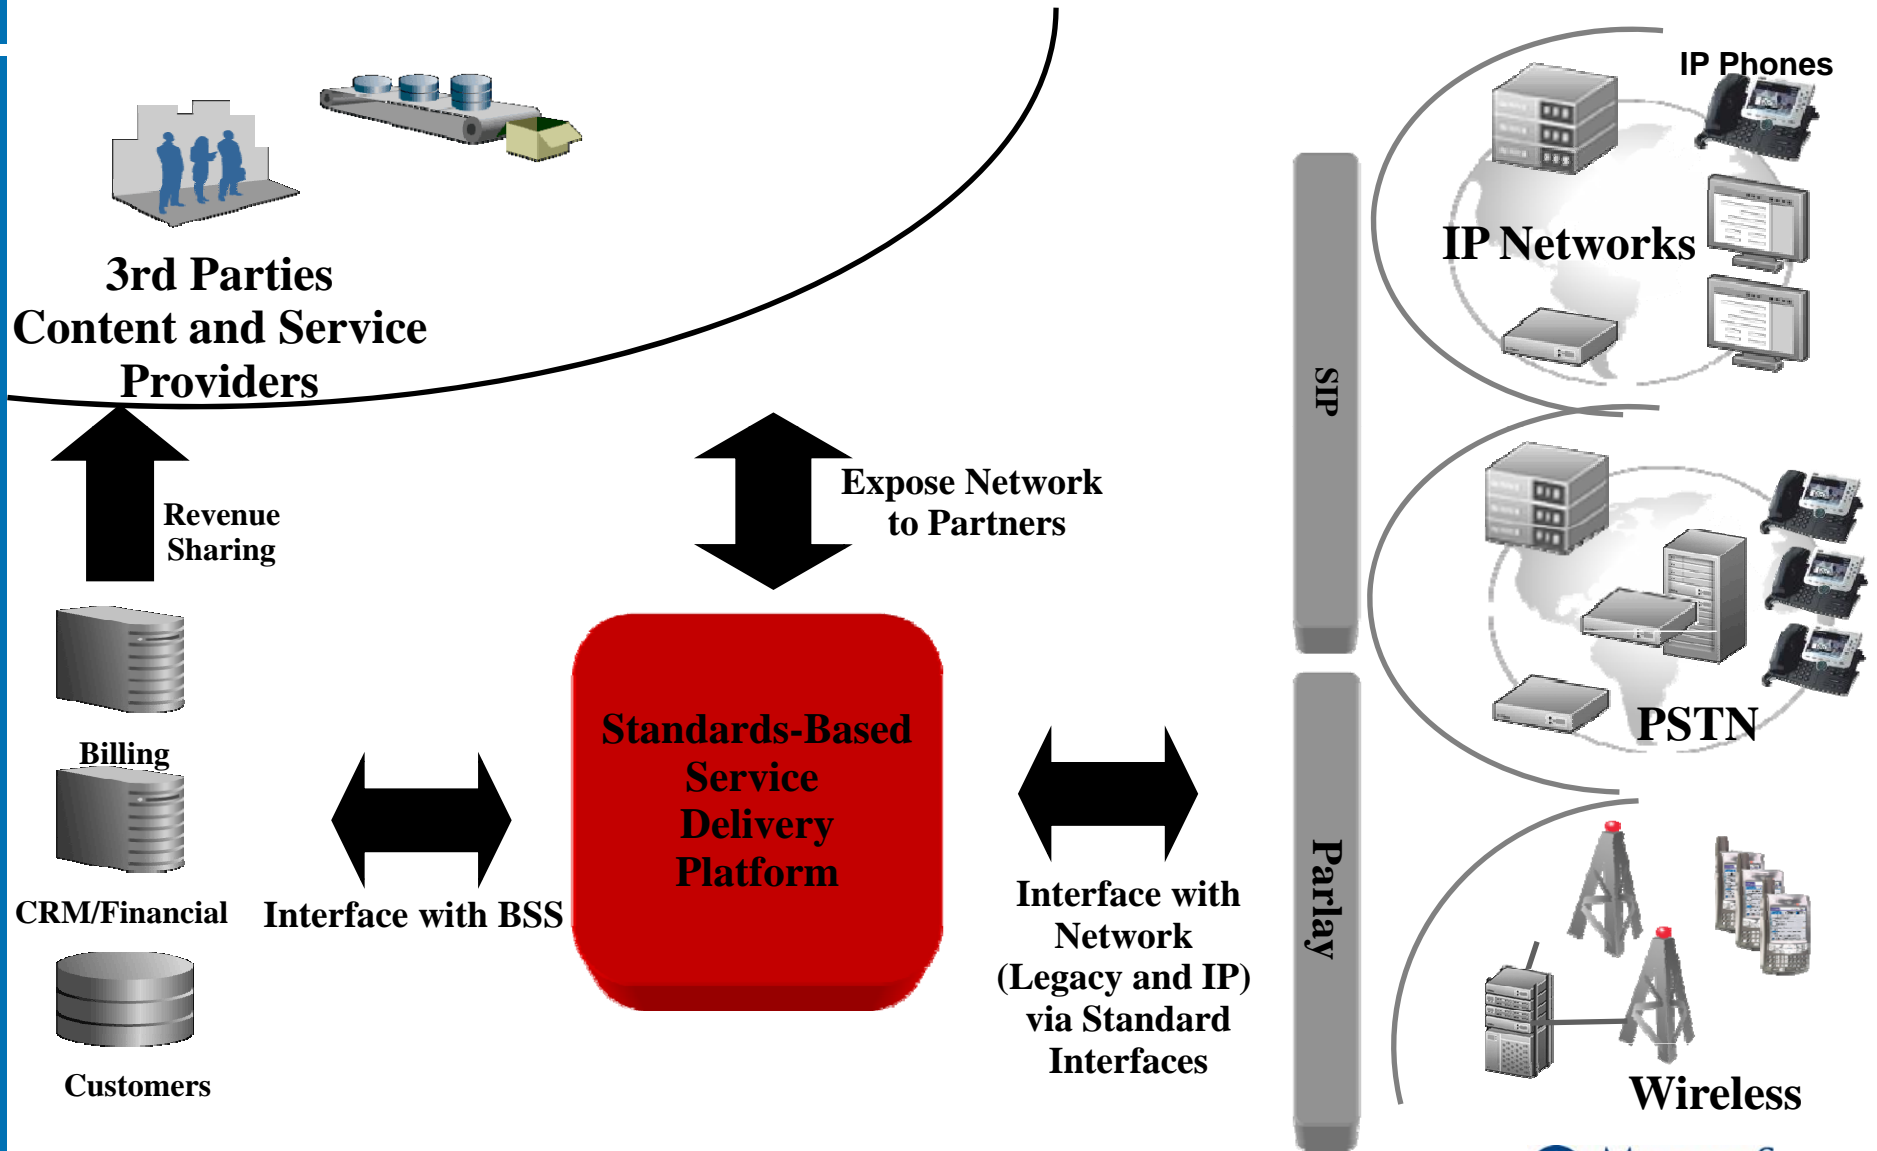 IP Phones
IP Networks
3rd Parties
Content and Service
Providers
SIP
Expose Network
to Partners
Revenue
Sharing
PSTN
Standards-Based
Service
Delivery
Platform
Billing
Parlay
CRM/Financial
Interface with BSS
Interface with
Network
(Legacy and IP)
via Standard
Interfaces
Customers
Wireless